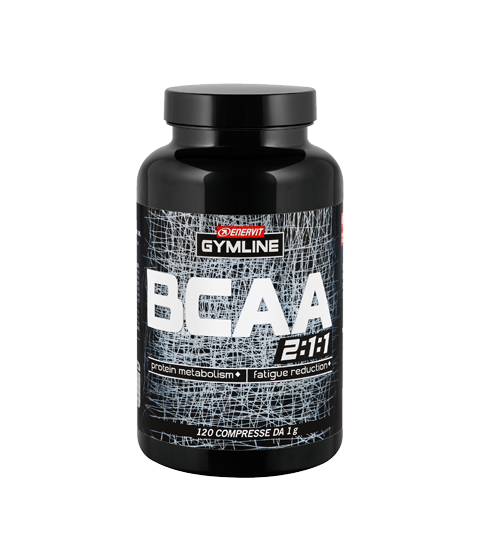 ENERVIT
GYMLINE
BCAA
2:1:1
protein metabolism+ fatigue reduction+
120 COMPRESSE DA 1 g